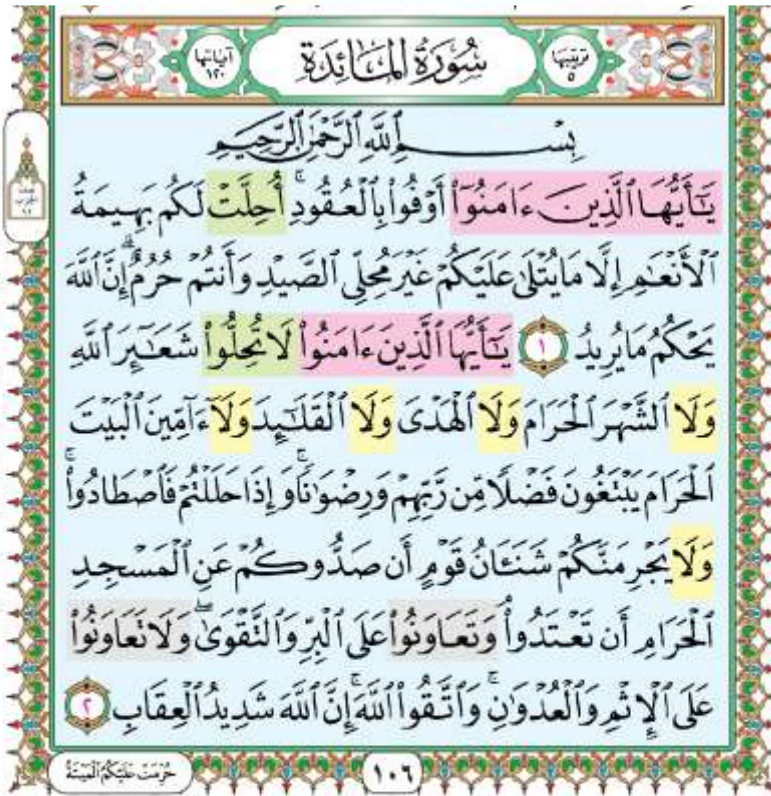 ترتيبها ٥
سُورَةُ المَائِدَةِ
آياتها ١٢٠
بِسْمِ ٱللَّهِ ٱلرَّحْمَٰنِ ٱلرَّحِيمِ
يَـٰٓأَيُّهَا ٱلَّذِينَ ءَامَنُوٓا۟ أَوْفُوا۟ بِٱلْعُقُودِ ۚ أُحِلَّتْ لَكُم بَهِيمَةُ
ٱلْأَنْعَـٰمِ إِلَّا مَا يُتْلَىٰ عَلَيْكُمْ غَيْرَ مُحِلِّى ٱلصَّيْدِ وَأَنتُمْ حُرُمٌ ۗ إِنَّ ٱللَّهَ
يَحْكُمُ مَا يُرِيدُ ١ يَـٰٓأَيُّهَا ٱلَّذِينَ ءَامَنُوا۟ لَا تُحِلُّوا۟ شَعَـٰٓئِرَ ٱللَّهِ
وَلَا ٱلشَّهْرَ ٱلْحَرَامَ وَلَا ٱلْهَدْىَ وَلَا ٱلْقَلَـٰٓئِدَ وَلَآ ءَآمِّينَ ٱلْبَيْتَ
ٱلْحَرَامَ يَبْتَغُونَ فَضْلًا مِّن رَّبِّهِمْ وَرِضْوَٰنًا ۚ وَإِذَا حَلَلْتُمْ فَٱصْطَادُوا۟ ۚ
وَلَا يَجْرِمَنَّكُمْ شَنَـَٔانُ قَوْمٍ أَن صَدُّوكُمْ عَنِ ٱلْمَسْجِدِ
ٱلْحَرَامِ أَن تَعْتَدُوا۟ ۘ وَتَعَاوَنُوا۟ عَلَى ٱلْبِرِّ وَٱلتَّقْوَىٰ ۖ وَلَا تَعَاوَنُوا۟
عَلَى ٱلْإِثْمِ وَٱلْعُدْوَٰنِ ۚ وَٱتَّقُوا۟ ٱللَّهَ ۖ إِنَّ ٱللَّهَ شَدِيدُ ٱلْعِقَابِ ٢
١٠٦
حُرِّمَتْ عَلَيْكُمُ ٱلْمَيْتَةُ